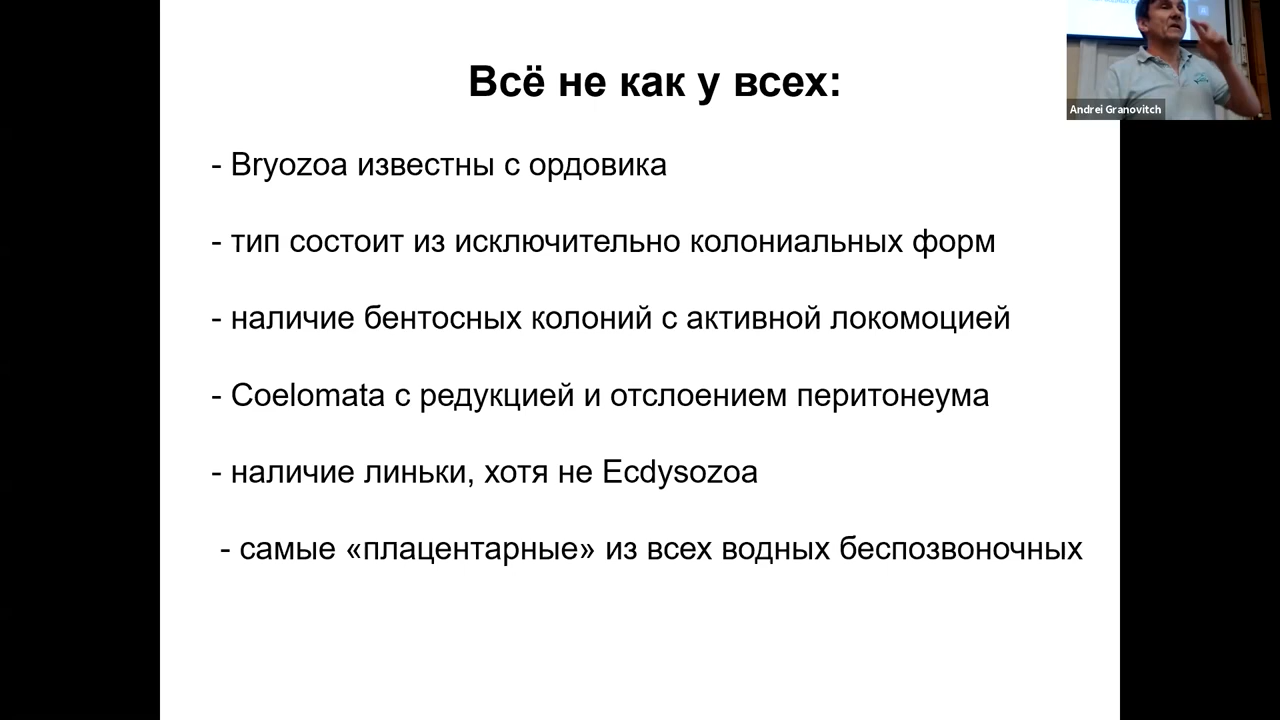 Всё не как у всех:
Andrei Granovitch
- Bryozoa известны с ордовика
- тип состоит из исключительно колониальных форм
- наличие бентосных колоний с активной локомоцией
- Coelomata с редукцией и отслоением перитонеума
- наличие линьки, хотя не Ecdysozoa
- самые «плацентарные» из всех водных беспозвоночных